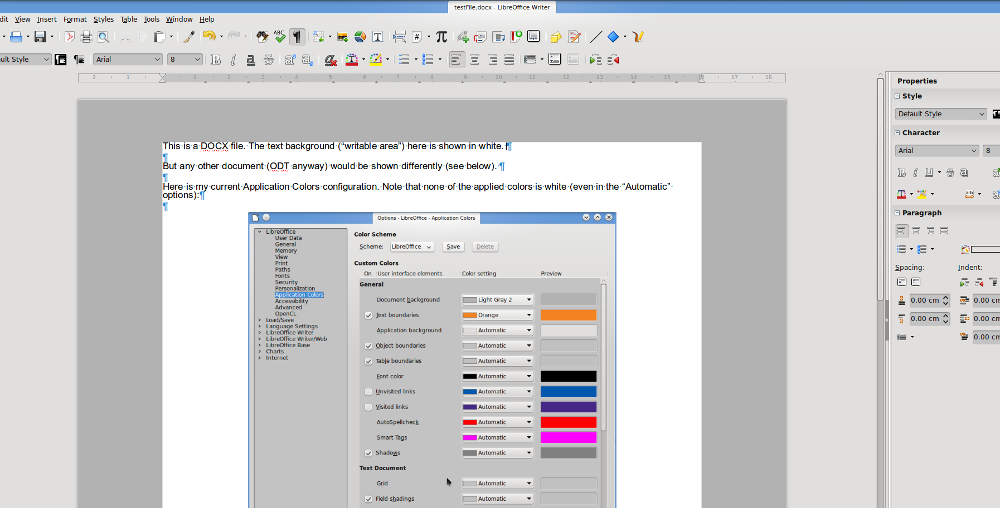 testFile.docx - LibreOffice Writer
dit View Insert Format Styles Table Tools Window Help
ABC
ult Style Arial 8
2 1 1 2 3 4 5 6 7 8 9 10 11 12 13 14 15 16 17 18
This is a DOCX file. The text background (“writable area”) here is shown in white. ¶
¶
But any other document (ODT anyway) would be shown differently (see below). ¶
¶
Here is my current Application Colors configuration. Note that none of the applied colors is white (even in the “Automatic”
options):¶
¶
Options - LibreOffice - Application Colors
LibreOffice
User Data
General
Memory
View
Print
Paths
Fonts
Security
Personalization
Application Colors
Accessibility
Advanced
OpenCL
Load/Save
Language Settings
LibreOffice Writer
LibreOffice Writer/Web
LibreOffice Base
Charts
Internet
Color Scheme
Scheme: LibreOffice Save Delete
Custom Colors
On User interface elements Color setting Preview
General
Document background Light Gray 2
Text boundaries Orange
Application background Automatic
Object boundaries Automatic
Table boundaries Automatic
Font color Automatic
Unvisited links Automatic
Visited links Automatic
AutoSpellcheck Automatic
Smart Tags Automatic
Shadows Automatic
Text Document
Grid Automatic
Field shadings Automatic
Properties
Style
Default Style
Character
Arial 8
Paragraph
Spacing: Indent:
0.00 cm 0.00 cm
0.00 cm 0.00 cm
0.00 cm